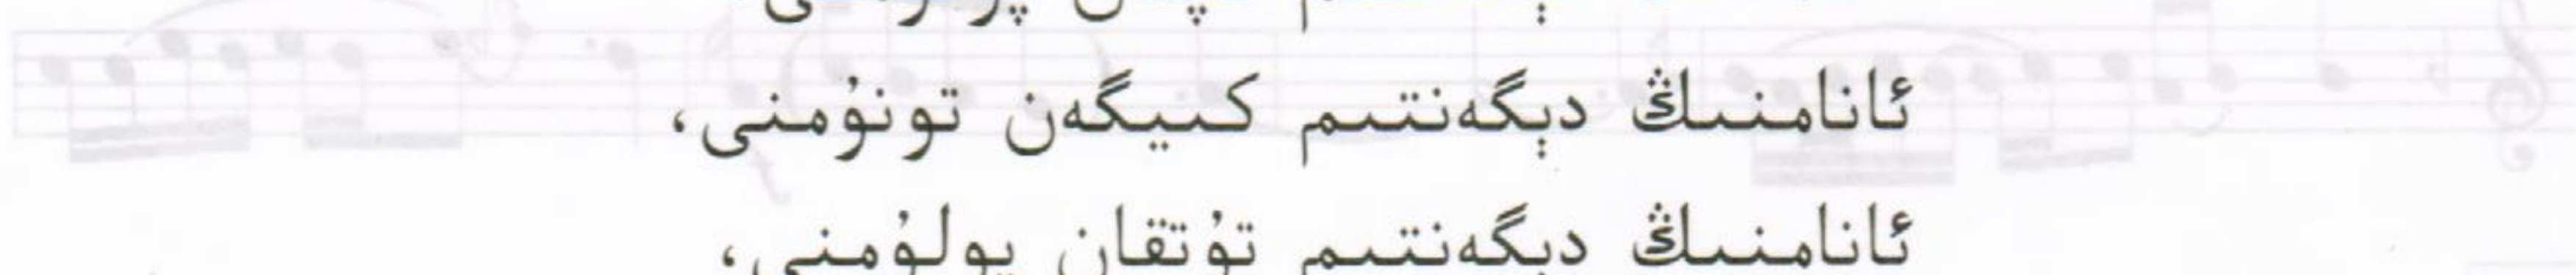 ئانامنىڭ دېگەنتىم كىيگەن تونۇمنى،
ئانامنىڭ دېگەنتىم تۇتقان يولۇمنى،